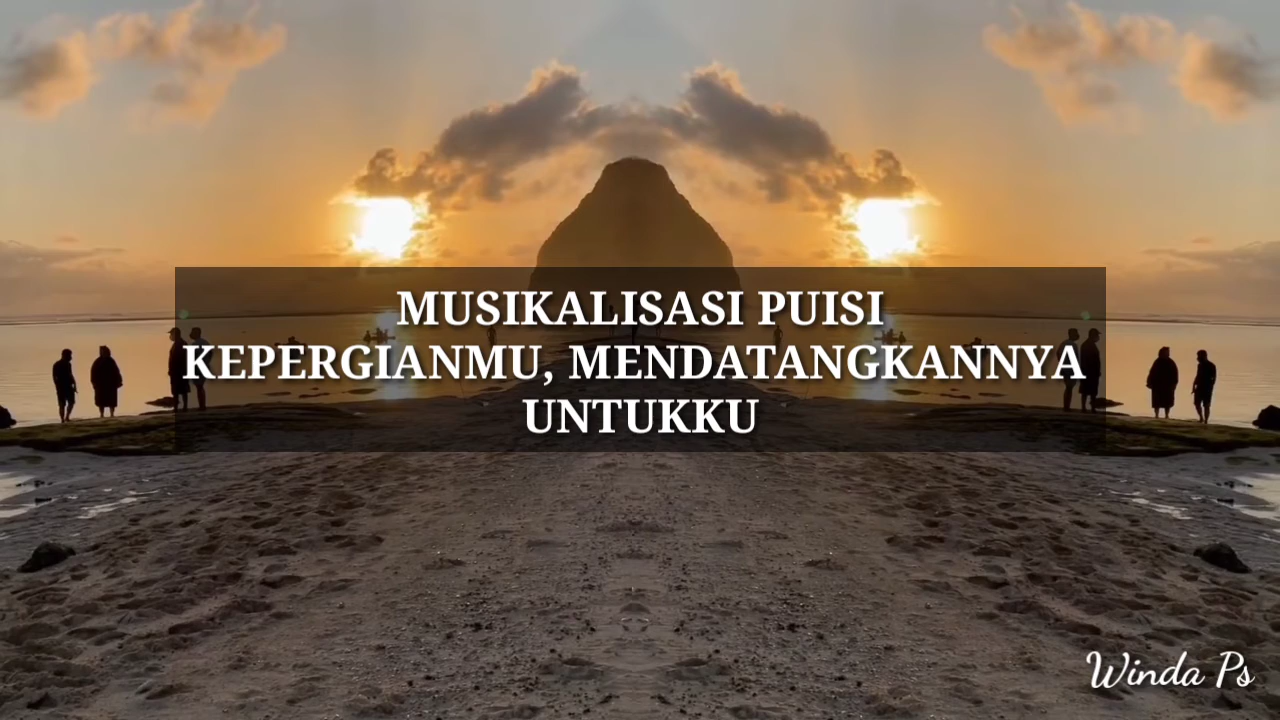 MUSIKALISASI PUISI
KEPERGIANMU, MENDATANGKANNYA
UNTUKKU
Winda Ps